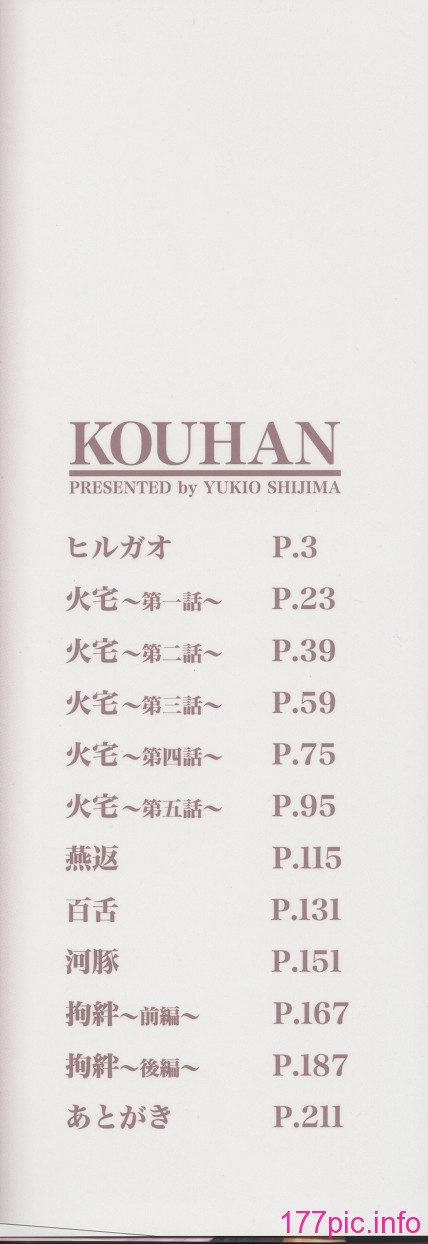 KOUHAN
PRESENTED by YUKIO SHIJIMA
ヒルガオ P.3
火宅～第一話～ P.23
火宅～第二話～ P.39
火宅～第三話～ P.59
火宅～第四話～ P.75
火宅～第五話～ P.95
燕返 P.115
百舌 P.131
河豚 P.151
拘絆～前編～ P.167
拘絆～後編～ P.187
あとがき P.211
177pic.info